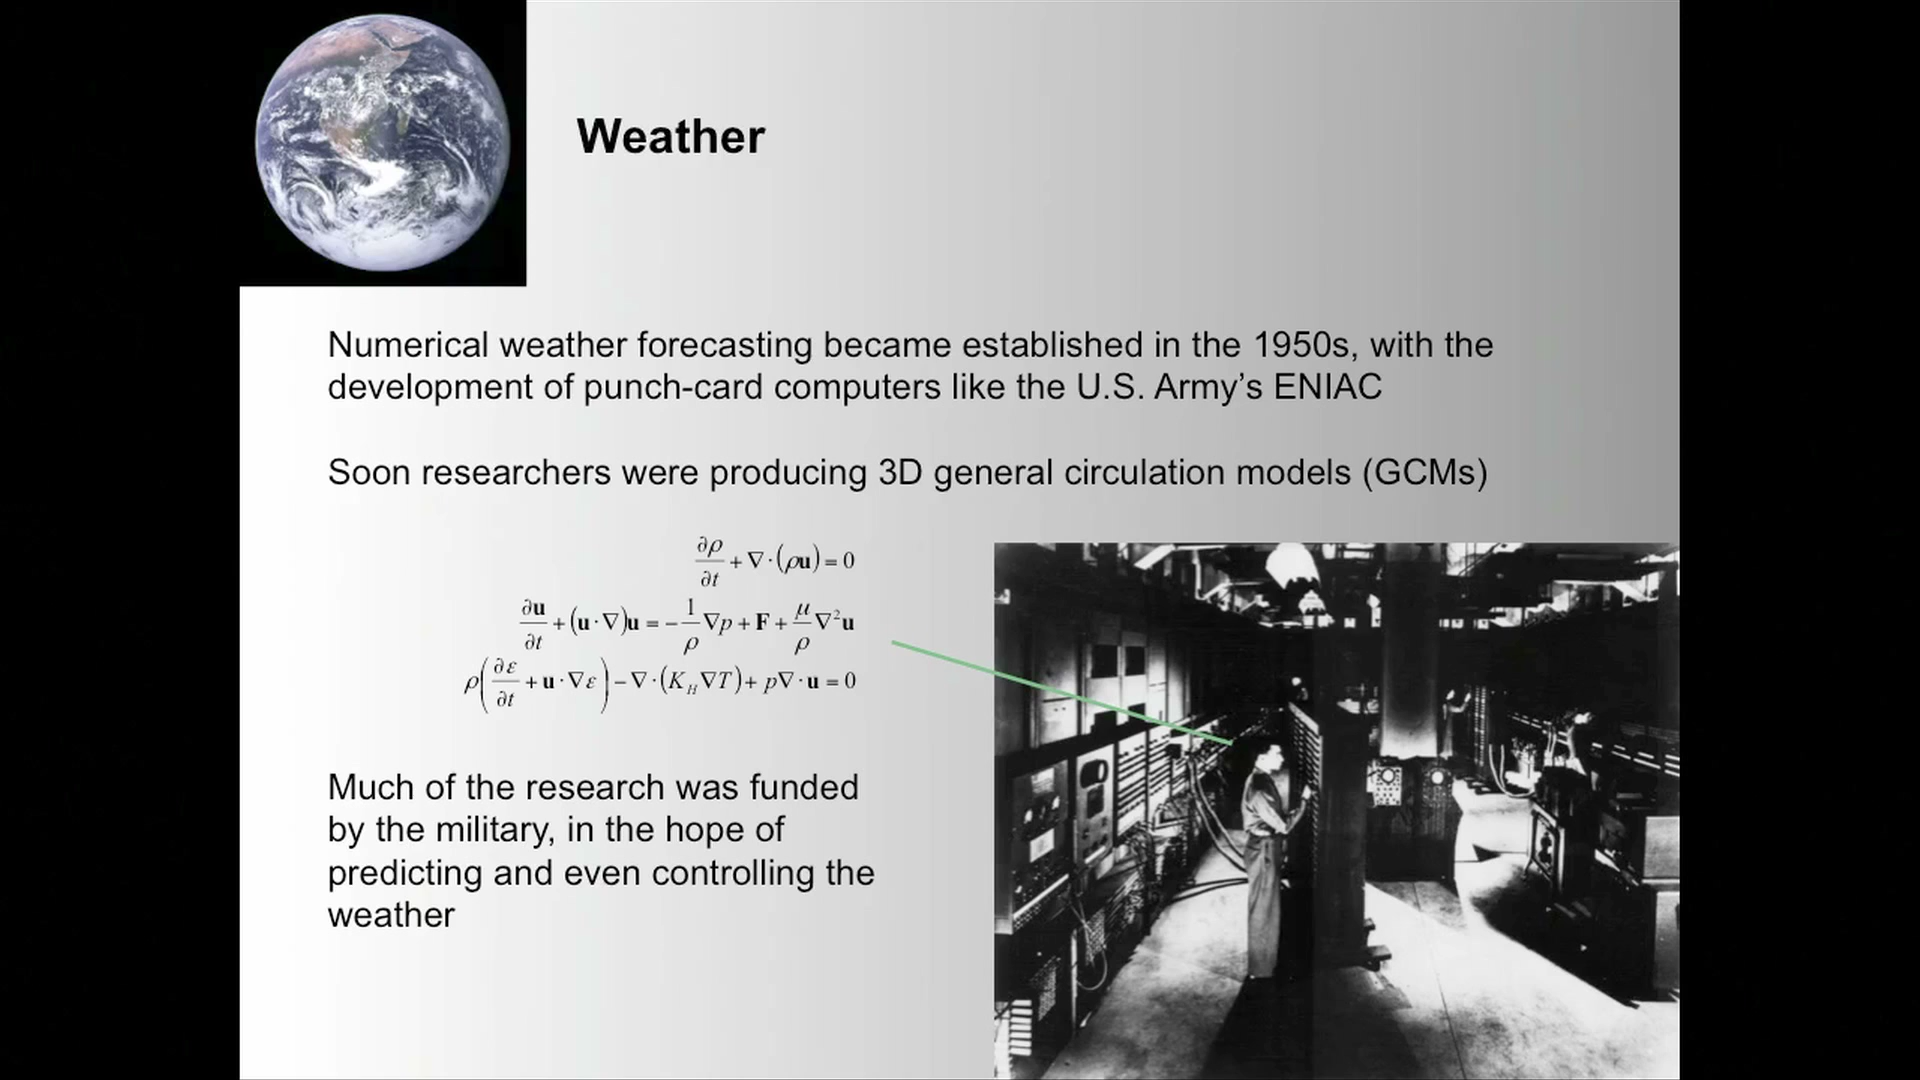 Weather
Numerical weather forecasting became established in the 1950s, with the
development of punch-card computers like the U.S. Army’s ENIAC
Soon researchers were producing 3D general circulation models (GCMs)
∂ρ/∂t + ∇·(ρu) = 0
∂u/∂t + (u·∇)u = −1/ρ ∇p + F + μ/ρ ∇²u
ρ(∂ε/∂t + u·∇ε) − ∇·(K_H∇T) + p∇·u = 0
Much of the research was funded
by the military, in the hope of
predicting and even controlling the
weather